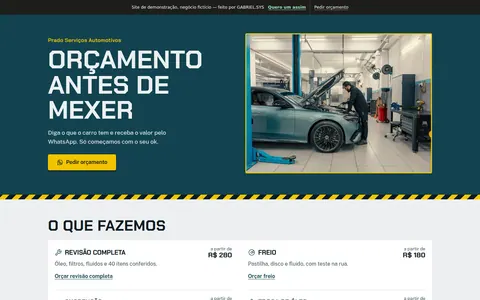 Site de demonstração, negócio fictício — feito por GABRIEL.SYS Quero um assim Pedir orçamento
Prado Serviços Automotivos
ORÇAMENTO
ANTES DE
MEXER
Diga o que o carro tem e receba o valor pelo
WhatsApp. Só começamos com o seu ok.
Pedir orçamento
O QUE FAZEMOS
REVISÃO COMPLETA
a partir de
R$ 280
Óleo, filtros, fluidos e 40 itens conferidos.
Orçar revisão completa
FREIO
a partir de
R$ 180
Pastilha, disco e fluido, com teste na rua.
Orçar freio
a partir de
a partir de